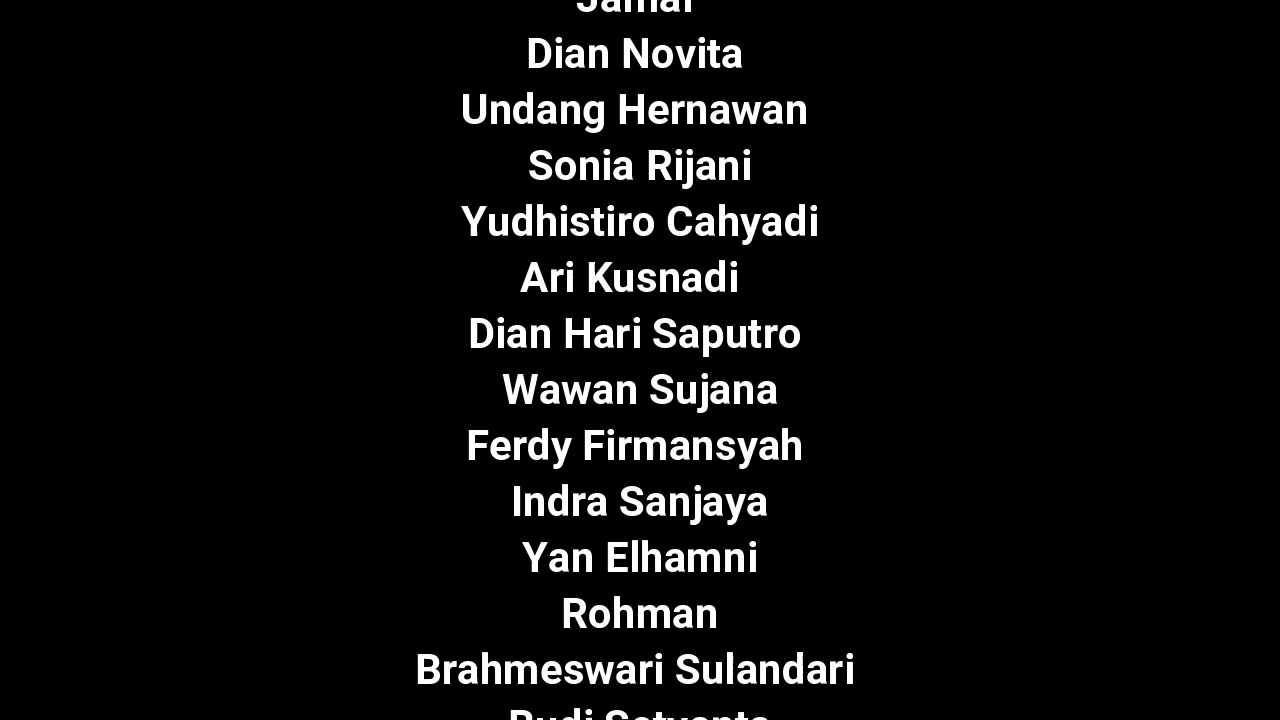 Dian Novita
Undang Hernawan
Sonia Rijani
Yudhistiro Cahyadi
Ari Kusnadi
Dian Hari Saputro
Wawan Sujana
Ferdy Firmansyah
Indra Sanjaya
Yan Elhamni
Rohman
Brahmeswari Sulandari